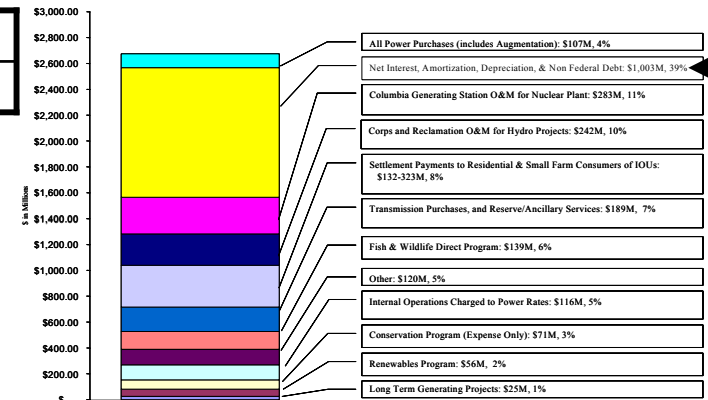 $3,000.00
$2,800.00
$2,600.00
$2,400.00
$2,200.00
$2,000.00
$1,800.00
$1,600.00
$1,400.00
$1,200.00
$1,000.00
$800.00
$600.00
$400.00
$200.00
$
$ in Millions
All Power Purchases (includes Augmentation): $107M, 4%
Net Interest, Amortization, Depreciation, & Non Federal Debt: $1,003M, 39%
Columbia Generating Station O&M for Nuclear Plant: $283M, 11%
Corps and Reclamation O&M for Hydro Projects: $242M, 10%
Settlement Payments to Residential & Small Farm Consumers of IOUs:
$132-323M, 8%
Transmission Purchases, and Reserve/Ancillary Services: $189M, 7%
Fish & Wildlife Direct Program: $139M, 6%
Other: $120M, 5%
Internal Operations Charged to Power Rates: $116M, 5%
Conservation Program (Expense Only): $71M, 3%
Renewables Program: $56M, 2%
Long Term Generating Projects: $25M, 1%